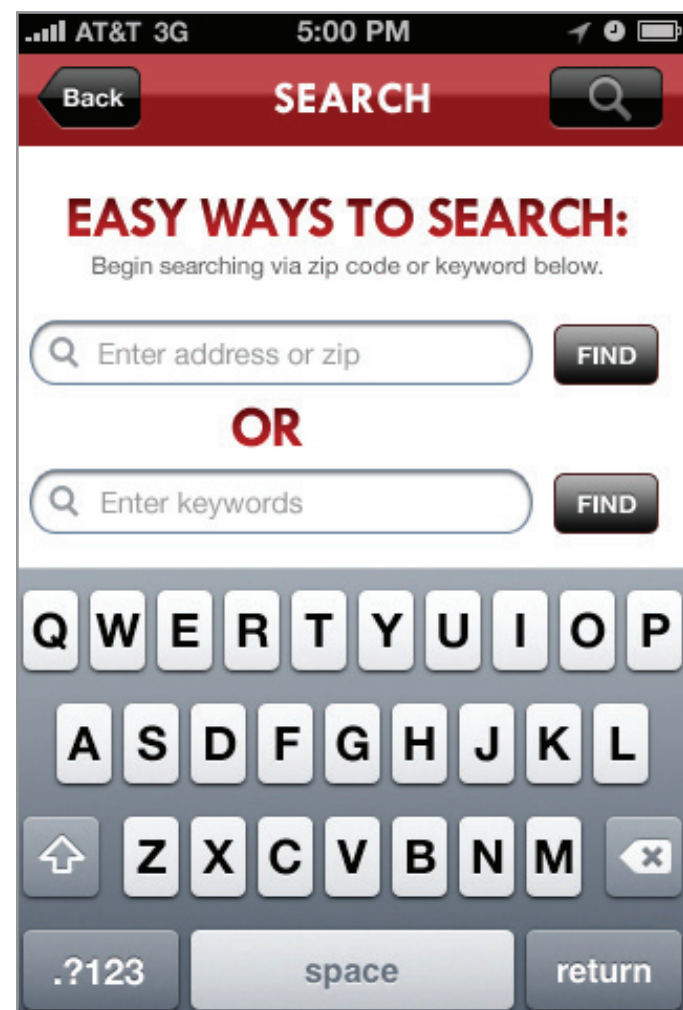 AT&T 3G 5:00 PM
Back SEARCH
EASY WAYS TO SEARCH:
Begin searching via zip code or keyword below.
Enter address or zip FIND
OR
Enter keywords FIND
Q W E R T Y U I O P
A S D F G H J K L
Z X C V B N M
.?123 space return